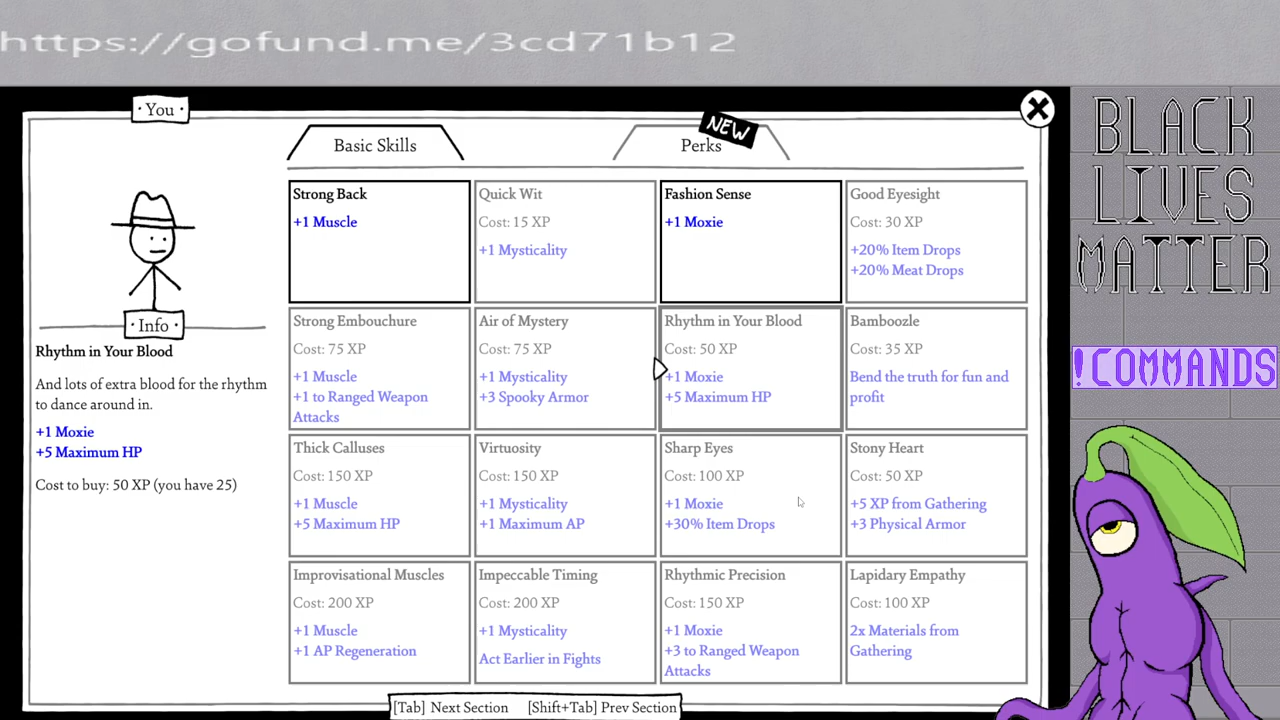 https://gofund.me/3cd71b12
· You ·
Basic Skills
Perks
NEW
BLACK
LIVES
MATTER
!COMMANDS
· Info ·
Rhythm in Your Blood
And lots of extra blood for the rhythm
to dance around in.
+1 Moxie
+5 Maximum HP
Cost to buy: 50 XP (you have 25)
Strong Back
+1 Muscle
Quick Wit
Cost: 15 XP
+1 Mysticality
Fashion Sense
+1 Moxie
Good Eyesight
Cost: 30 XP
+20% Item Drops
+20% Meat Drops
Strong Embouchure
Cost: 75 XP
+1 Muscle
+1 to Ranged Weapon
Attacks
Air of Mystery
Cost: 75 XP
+1 Mysticality
+3 Spooky Armor
Rhythm in Your Blood
Cost: 50 XP
+1 Moxie
+5 Maximum HP
Bamboozle
Cost: 35 XP
Bend the truth for fun and
profit
Thick Calluses
Cost: 150 XP
+1 Muscle
+5 Maximum HP
Virtuosity
Cost: 150 XP
+1 Mysticality
+1 Maximum AP
Sharp Eyes
Cost: 100 XP
+1 Moxie
+30% Item Drops
Stony Heart
Cost: 50 XP
+5 XP from Gathering
+3 Physical Armor
Improvisational Muscles
Cost: 200 XP
+1 Muscle
+1 AP Regeneration
Impeccable Timing
Cost: 200 XP
+1 Mysticality
Act Earlier in Fights
Rhythmic Precision
Cost: 150 XP
+1 Moxie
+3 to Ranged Weapon
Attacks
Lapidary Empathy
Cost: 100 XP
2x Materials from
Gathering
[Tab] Next Section [Shift+Tab] Prev Section